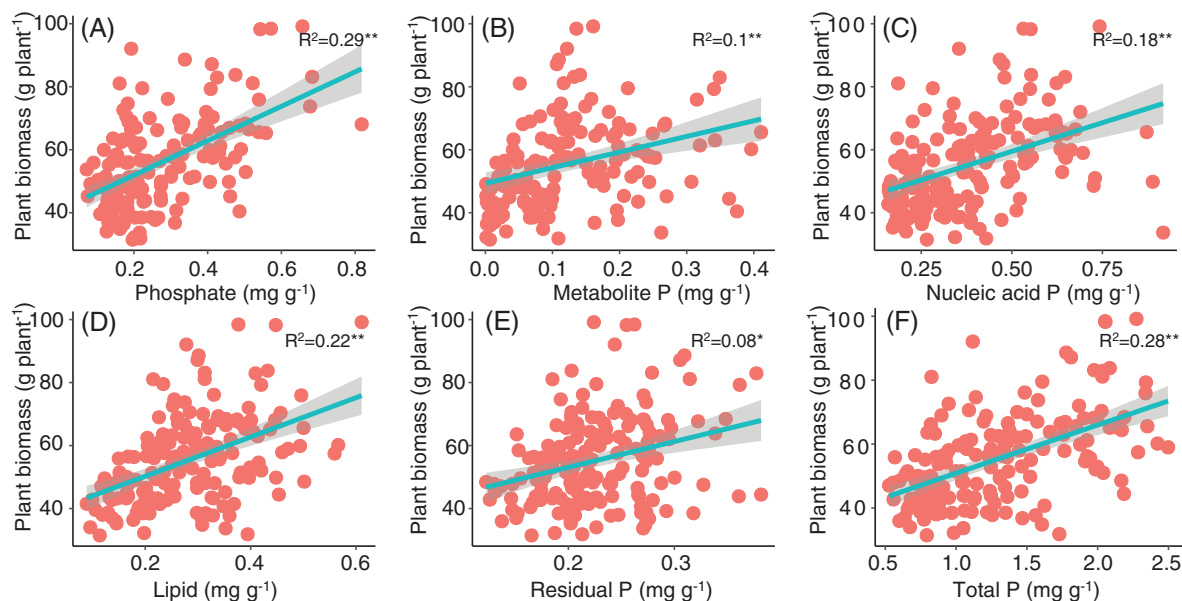 (A)
R²=0.29**
Plant biomass (g plant⁻¹)
100
80
60
40
0.2 0.4 0.6 0.8
Phosphate (mg g⁻¹)
(B)
R²=0.1**
Plant biomass (g plant⁻¹)
100
80
60
40
0.0 0.1 0.2 0.3 0.4
Metabolite P (mg g⁻¹)
(C)
R²=0.18**
Plant biomass (g plant⁻¹)
100
80
60
40
0.25 0.50 0.75
Nucleic acid P (mg g⁻¹)
(D)
R²=0.22**
Plant biomass (g plant⁻¹)
100
80
60
40
0.2 0.4 0.6
Lipid (mg g⁻¹)
(E)
R²=0.08*
Plant biomass (g plant⁻¹)
100
80
60
40
0.2 0.3
Residual P (mg g⁻¹)
(F)
R²=0.28**
Plant biomass (g plant⁻¹)
100
80
60
40
0.5 1.0 1.5 2.0 2.5
Total P (mg g⁻¹)